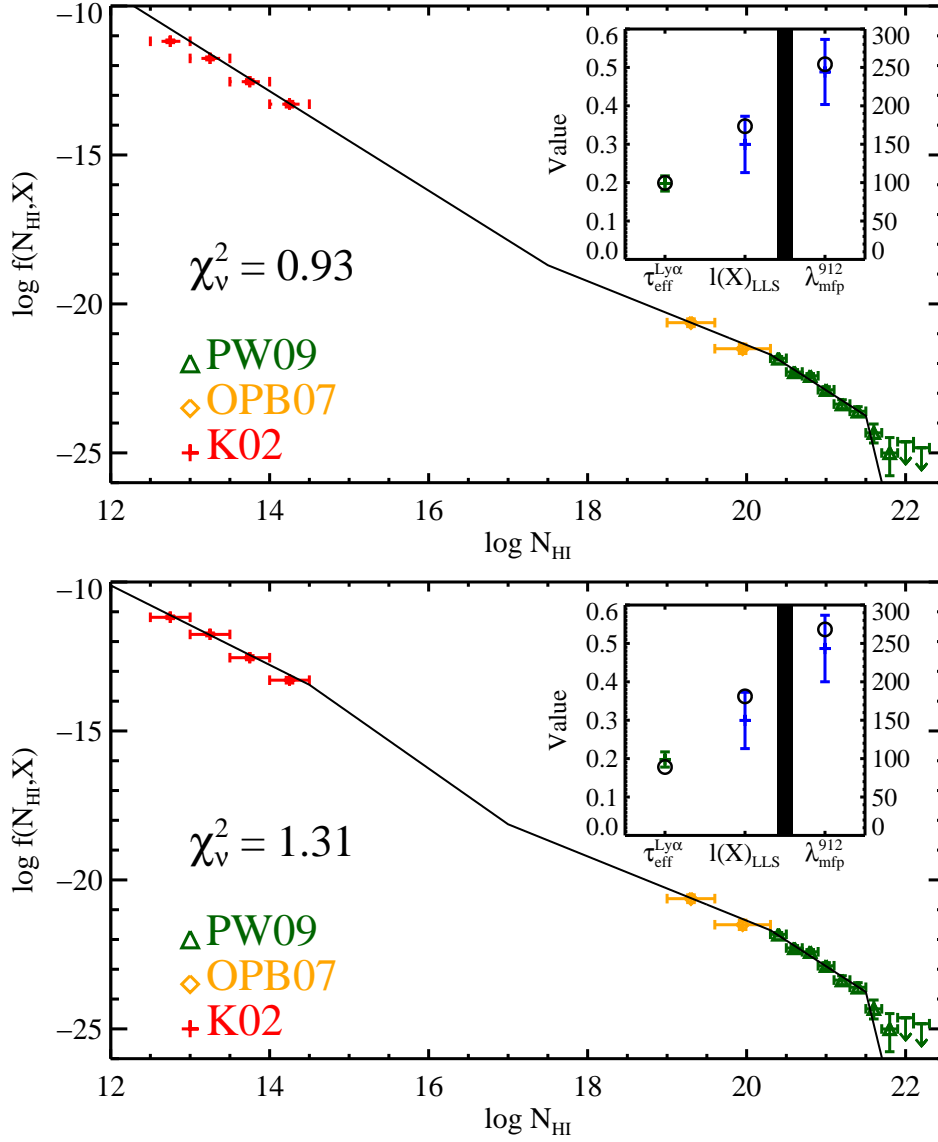 −10
−15
−20
−25
log f(N_HI,X)
χ²_ν = 0.93
PW09
OPB07
K02
12 14 16 18 20 22
log N_HI
0.6
0.5
0.4
0.3
0.2
0.1
0.0
Value
300
250
200
150
100
50
0
τ_eff^Lyα l(X)_LLS λ_mfp^912
−10
−15
−20
−25
log f(N_HI,X)
χ²_ν = 1.31
PW09
OPB07
K02
12 14 16 18 20 22
log N_HI
0.6
0.5
0.4
0.3
0.2
0.1
0.0
Value
300
250
200
150
100
50
0
τ_eff^Lyα l(X)_LLS λ_mfp^912